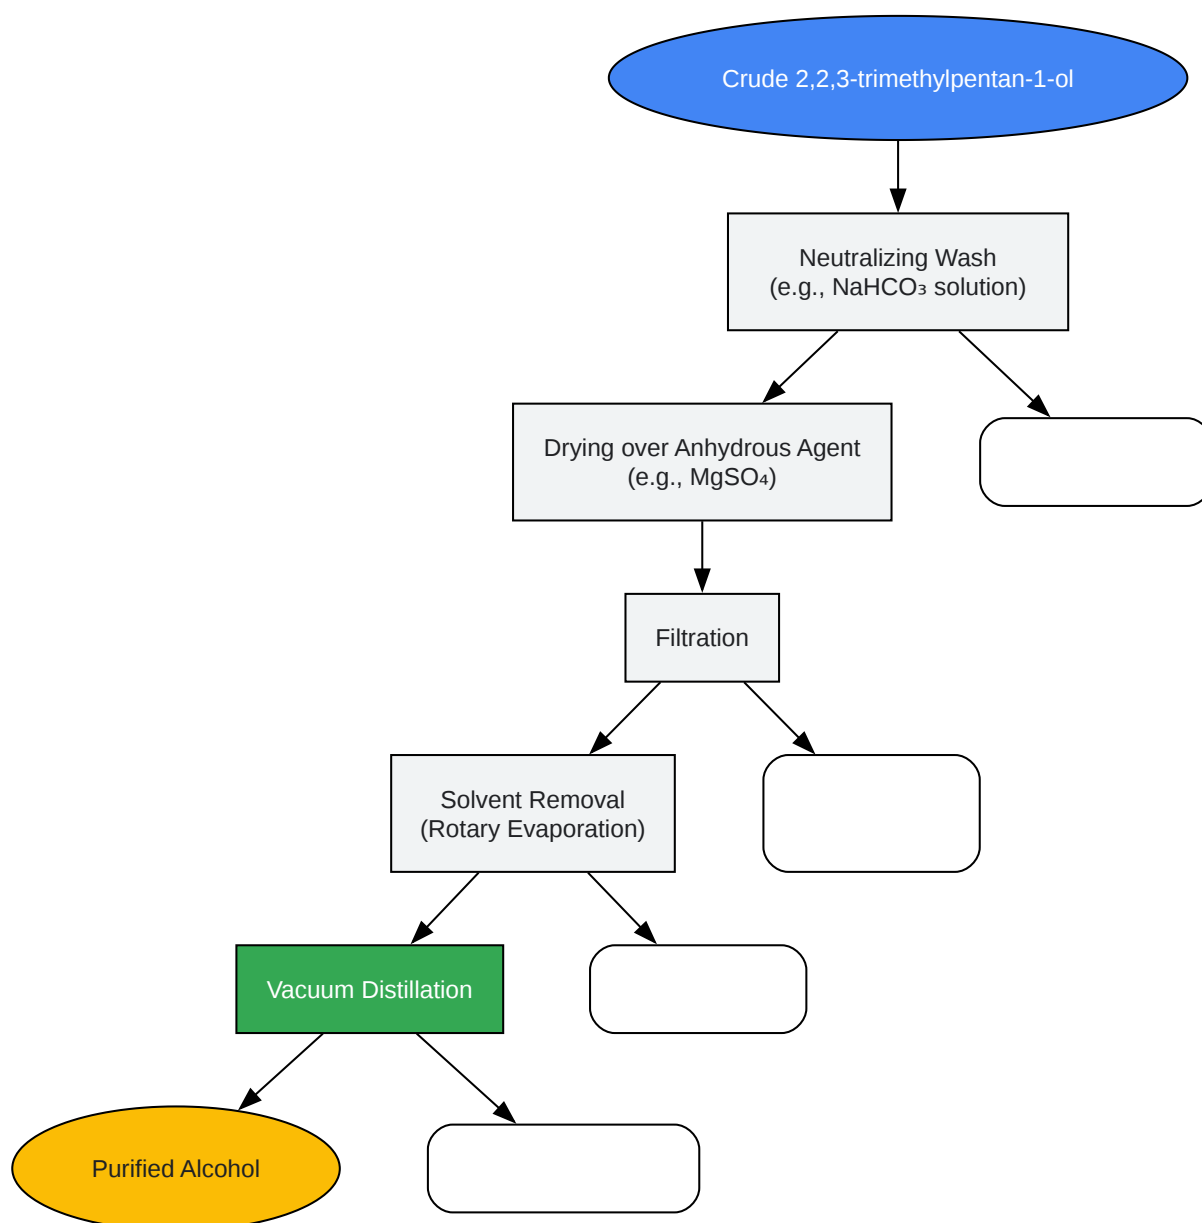 Crude 2,2,3-trimethylpentan-1-ol
Neutralizing Wash
(e.g., NaHCO₃ solution)
Drying over Anhydrous Agent
(e.g., MgSO₄)
Filtration
Solvent Removal
(Rotary Evaporation)
Vacuum Distillation
Purified Alcohol